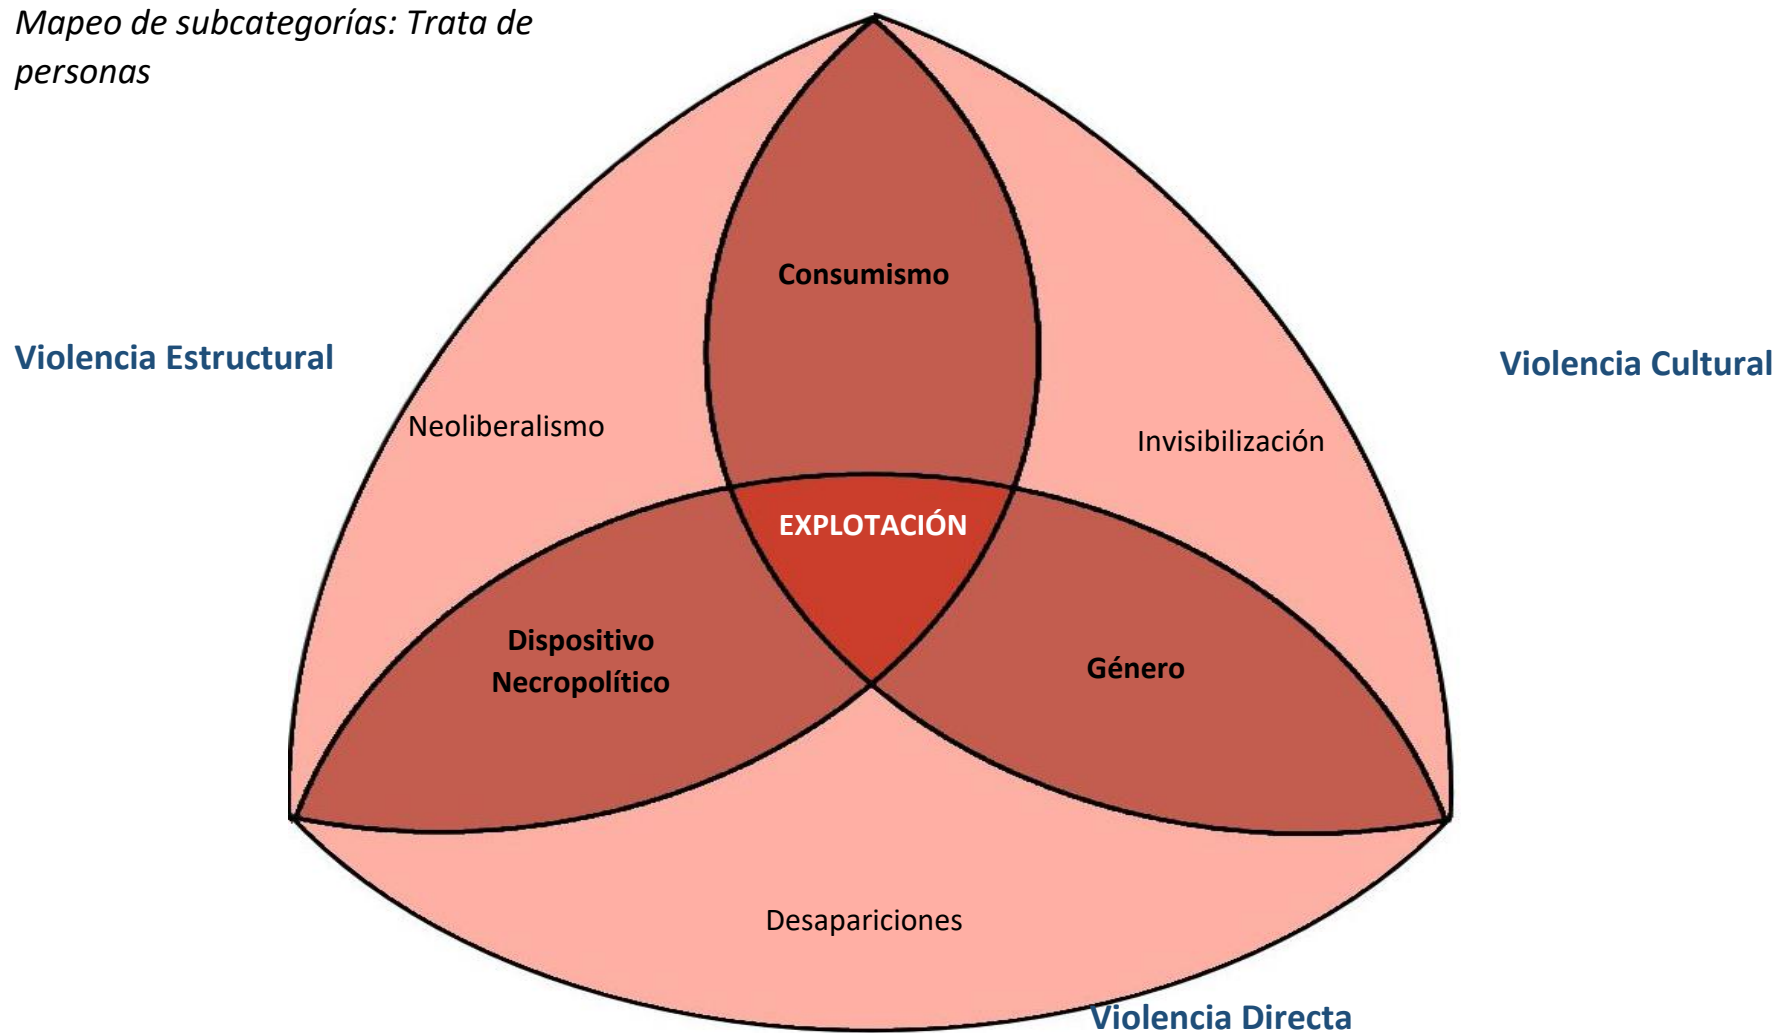 Mapeo de subcategorías: Trata de
personas
Consumismo
Violencia Estructural
Violencia Cultural
Neoliberalismo
Invisibilización
EXPLOTACIÓN
Dispositivo
Necropolítico
Género
Desapariciones
Violencia Directa